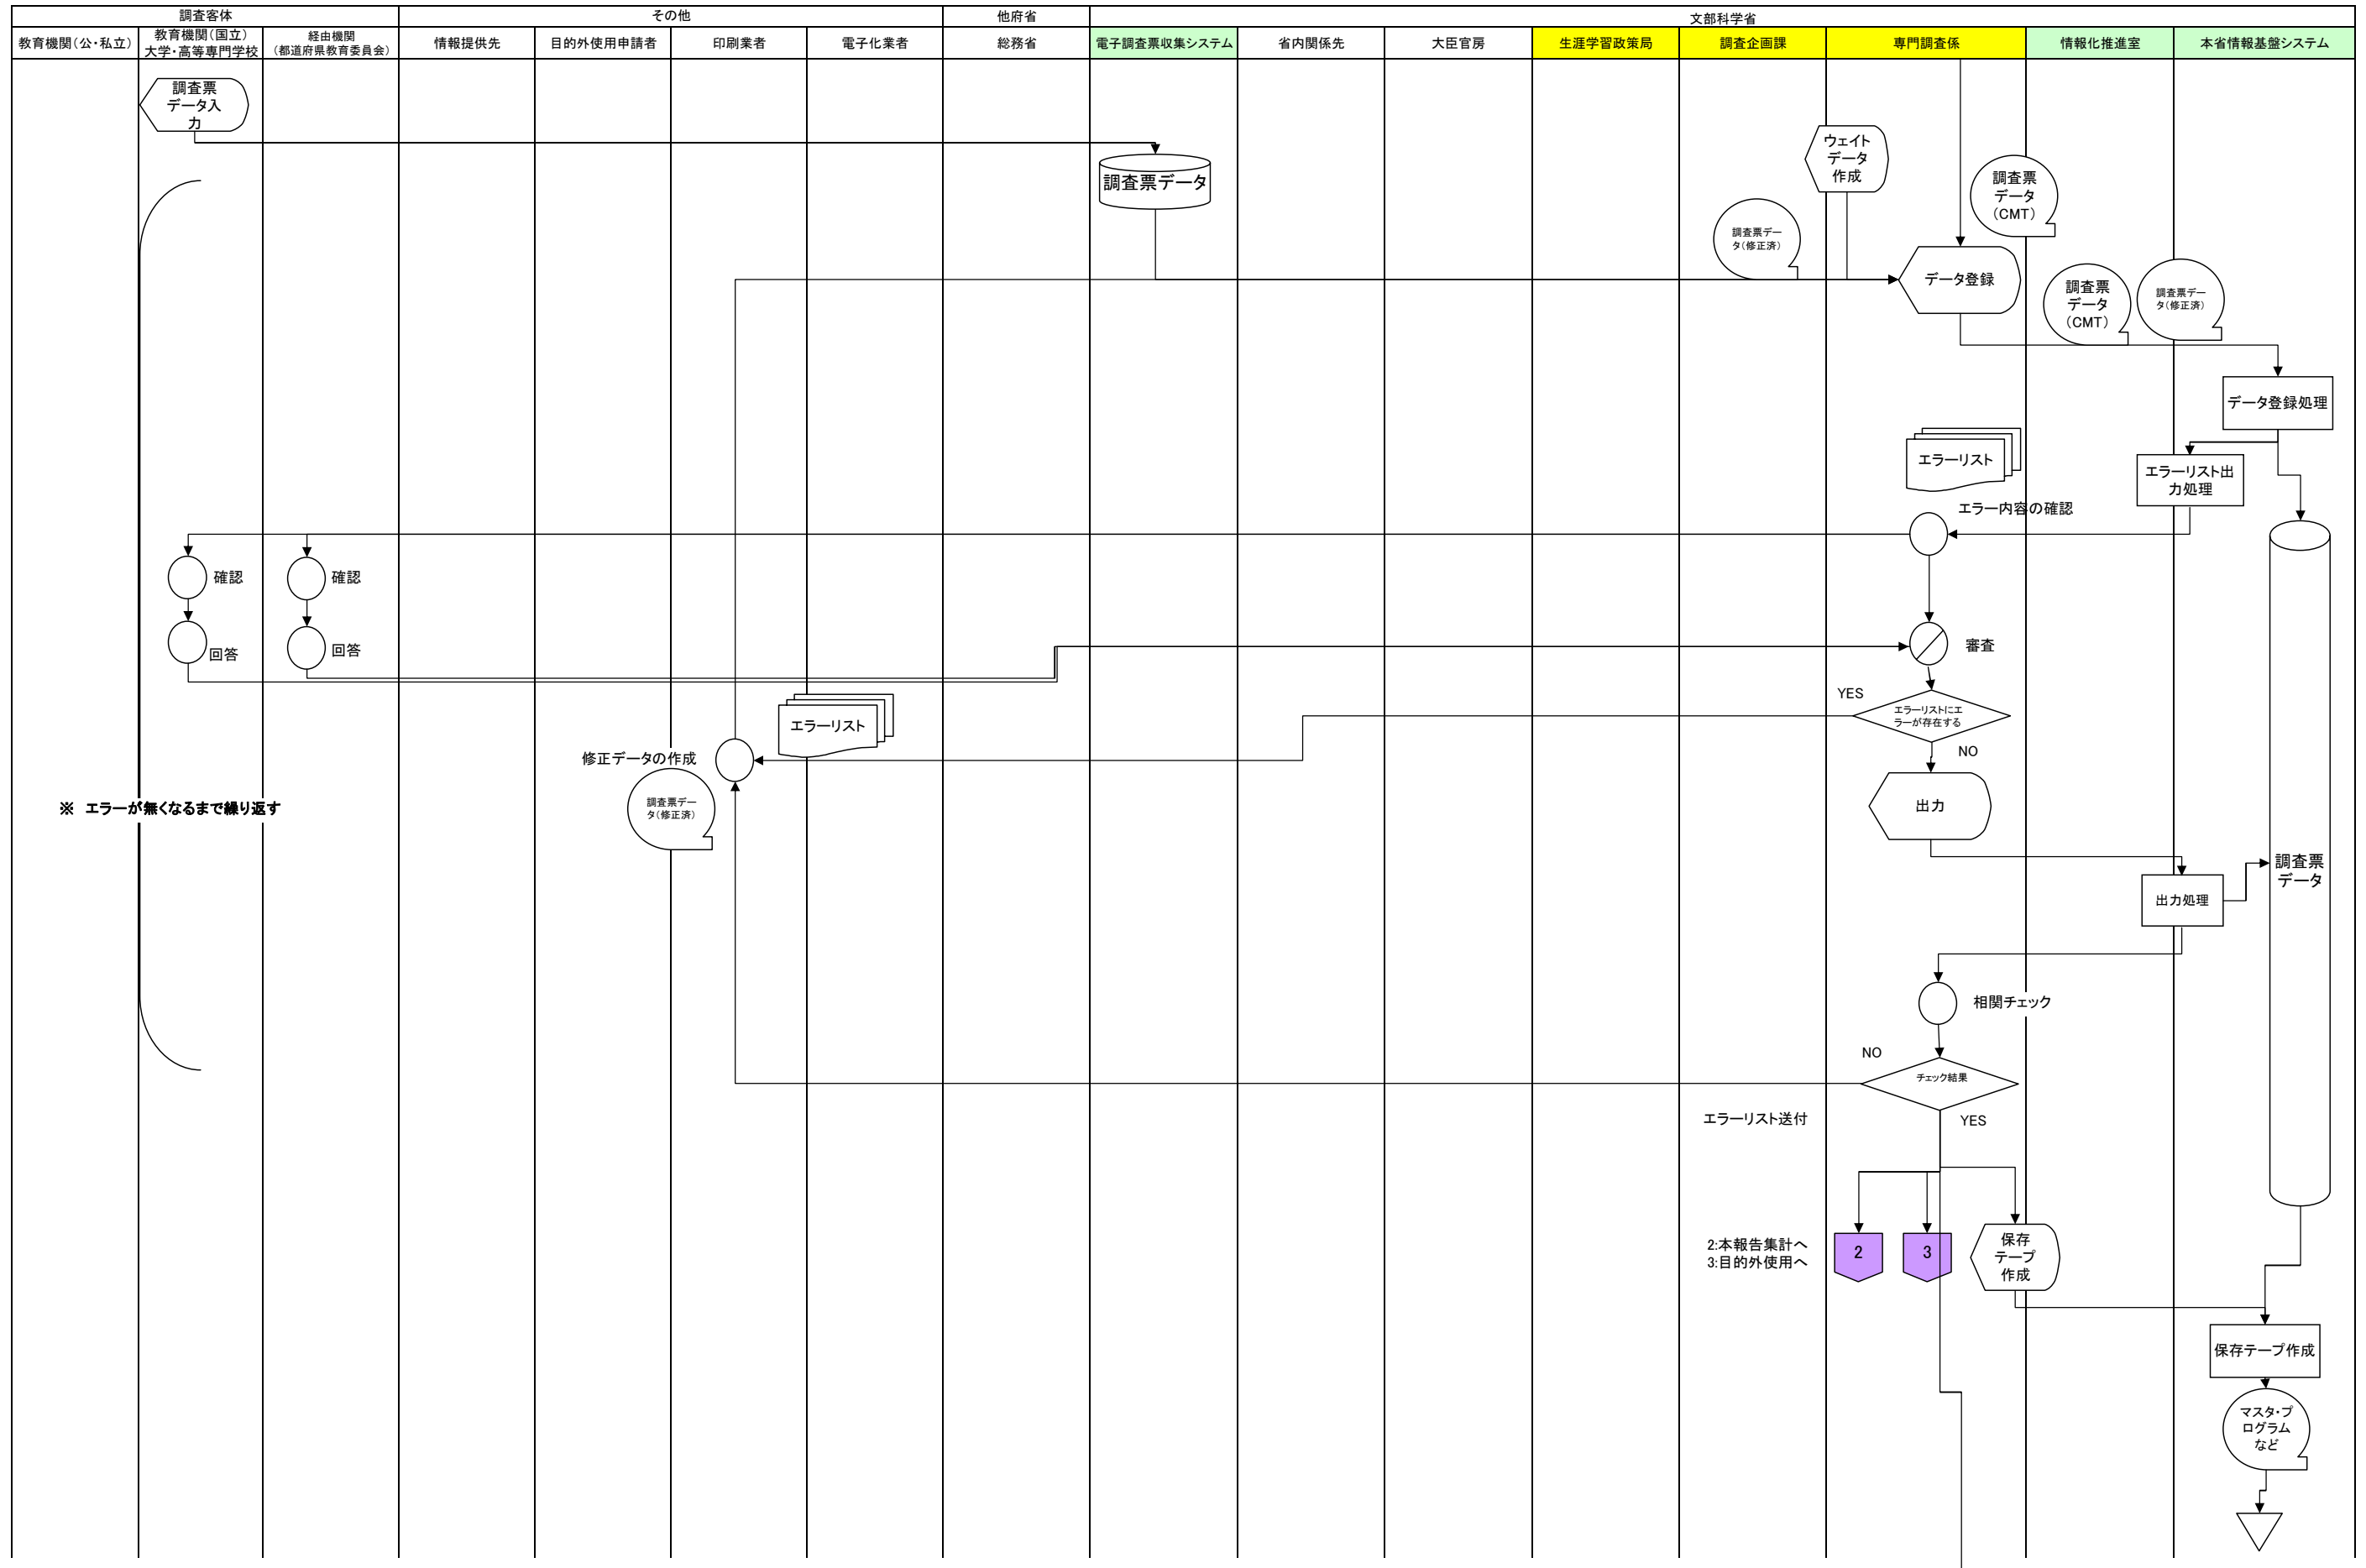 調査客体
その他
他府省
文部科学省
教育機関（公・私立）
教育機関（国立）
大学・高等専門学校
経由機関
（都道府県教育委員会）
情報提供先
目的外使用申請者
印刷業者
電子化業者
総務省
電子調査票収集システム
省内関係先
大臣官房
生涯学習政策局
調査企画課
専門調査係
情報化推進室
本省情報基盤システム
調査票
データ入
力
ウェイト
データ
作成
調査票データ
調査票
データ
（CMT）
調査票デー
タ（修正済）
データ登録
調査票
データ
（CMT）
調査票デー
タ（修正済）
データ登録処理
エラーリスト
エラーリスト出
力処理
エラー内容の確認
確認
確認
回答
回答
審査
YES
エラーリストにエ
ラーが存在する
NO
エラーリスト
修正データの作成
調査票デー
タ（修正済）
※　エラーが無くなるまで繰り返す
出力
調査票
データ
出力処理
相関チェック
NO
チェック結果
YES
エラーリスト送付
2:本報告集計へ
3:目的外使用へ
2
3
保存
テープ
作成
保存テープ作成
マスタ・プ
ログラム
など